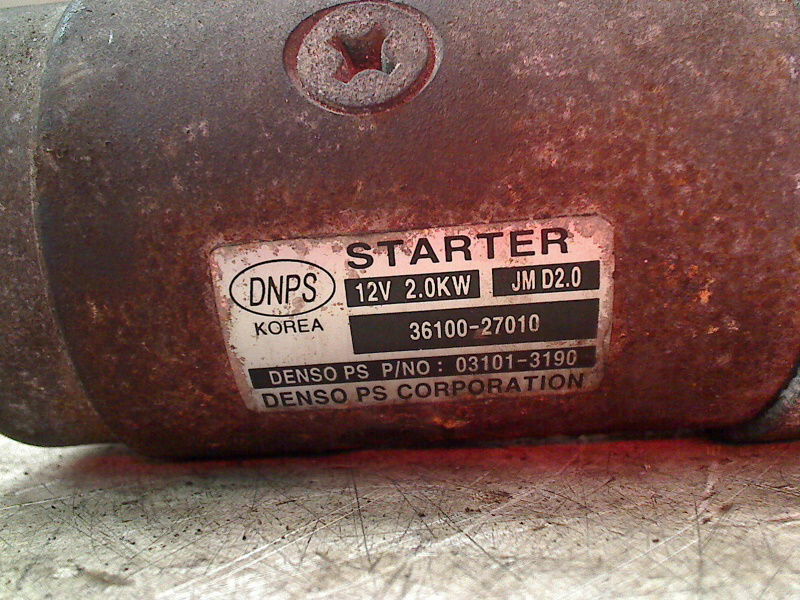 STARTER
DNPS
12V 2.0KW JM D2.0
KOREA
36100-27010
DENSO PS P/NO : 03101-3190
DENSO PS CORPORATION